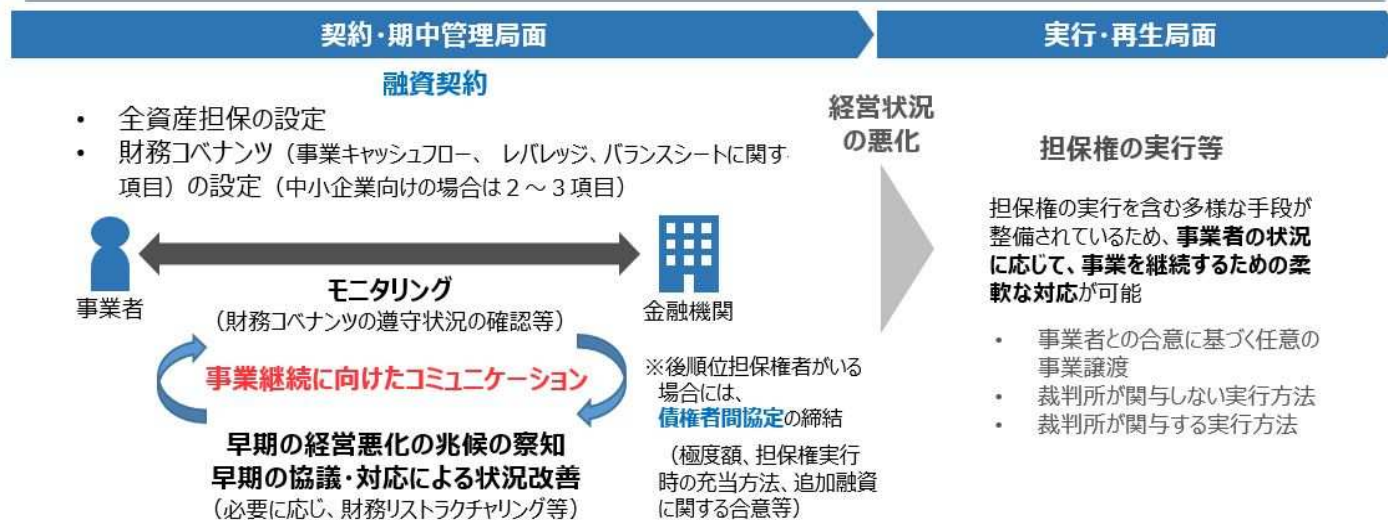 契約・期中管理局面
実行・再生局面
融資契約
• 全資産担保の設定
• 財務コベナンツ（事業キャッシュフロー、 レバレッジ、バランスシートに関す
項目）の設定（中小企業向けの場合は２～３項目）
事業者
モニタリング
（財務コベナンツの遵守状況の確認等）
金融機関
事業継続に向けたコミュニケーション
早期の経営悪化の兆候の察知
早期の協議・対応による状況改善
（必要に応じ、財務リストラクチャリング等）
※後順位担保権者がいる
場合には、
債権者間協定の締結
（極度額、担保権実行
時の充当方法、追加融資
に関する合意等）
経営状況
の悪化
担保権の実行等
担保権の実行を含む多様な手段が
整備されているため、事業者の状況
に応じて、事業を継続するための柔
軟な対応が可能
• 事業者との合意に基づく任意の
事業譲渡
• 裁判所が関与しない実行方法
• 裁判所が関与する実行方法